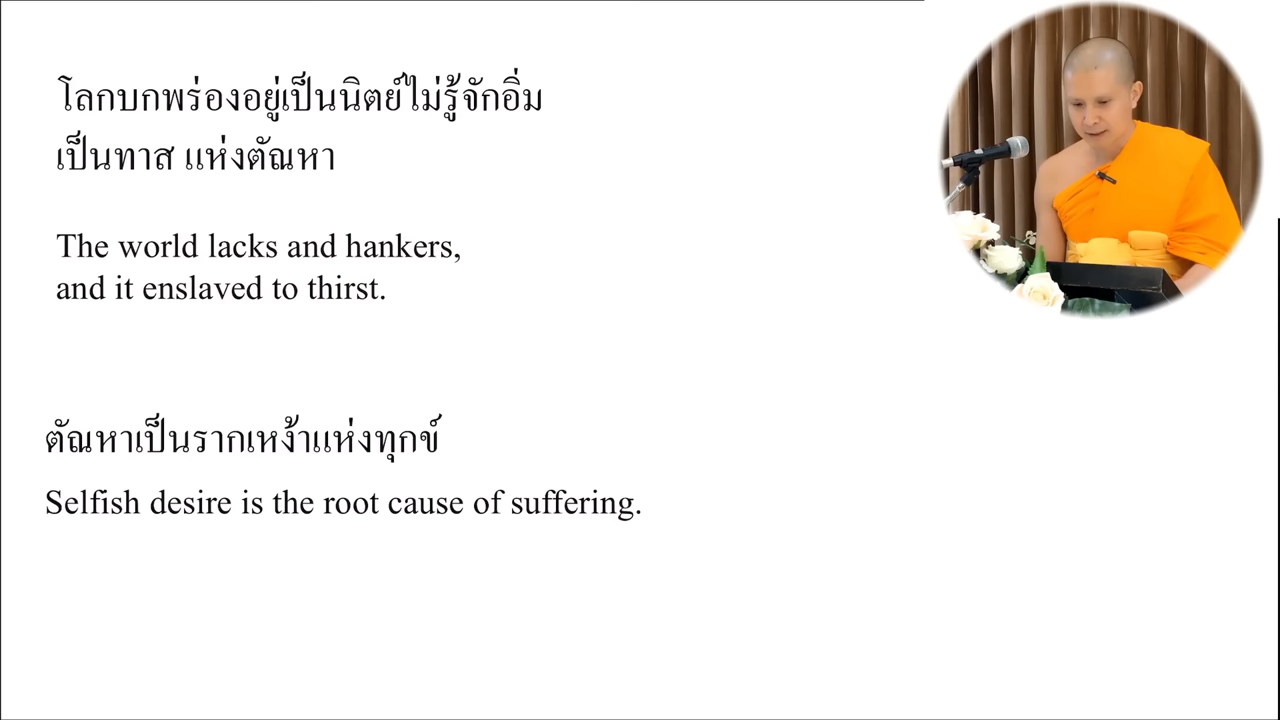 โลกบกพร่องอยู่เป็นนิตย์ไม่รู้จักอิ่ม
เป็นทาส แห่งตัณหา
The world lacks and hankers,
and it enslaved to thirst.
ตัณหาเป็นรากเหง้าแห่งทุกข์
Selfish desire is the root cause of suffering.